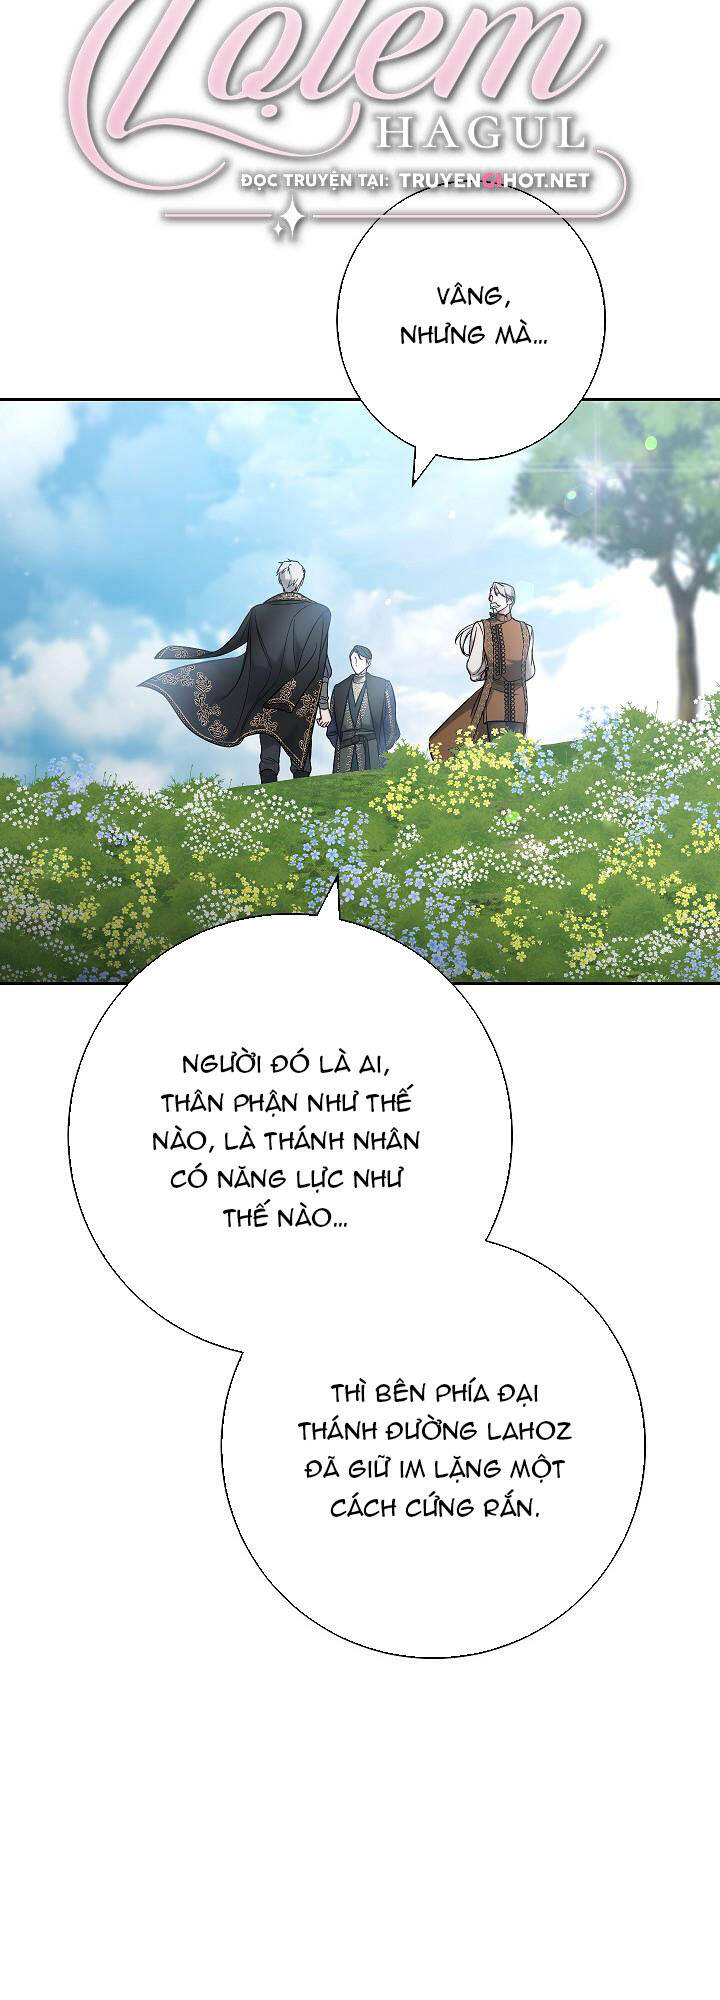 Lọlem
HAGUL
ĐỌC TRUYỆN TẠI: TRUYENGIHOT.NET
VÂNG,
NHƯNG MÀ...
NGƯỜI ĐÓ LÀ AI,
THÂN PHẬN NHƯ THẾ
NÀO, LÀ THÁNH NHÂN
CÓ NĂNG LỰC NHƯ
THẾ NÀO...
THÌ BÊN PHÍA ĐẠI
THÁNH ĐƯỜNG LAHOZ
ĐÃ GIỮ IM LẶNG MỘT
CÁCH CỨNG RẮN.